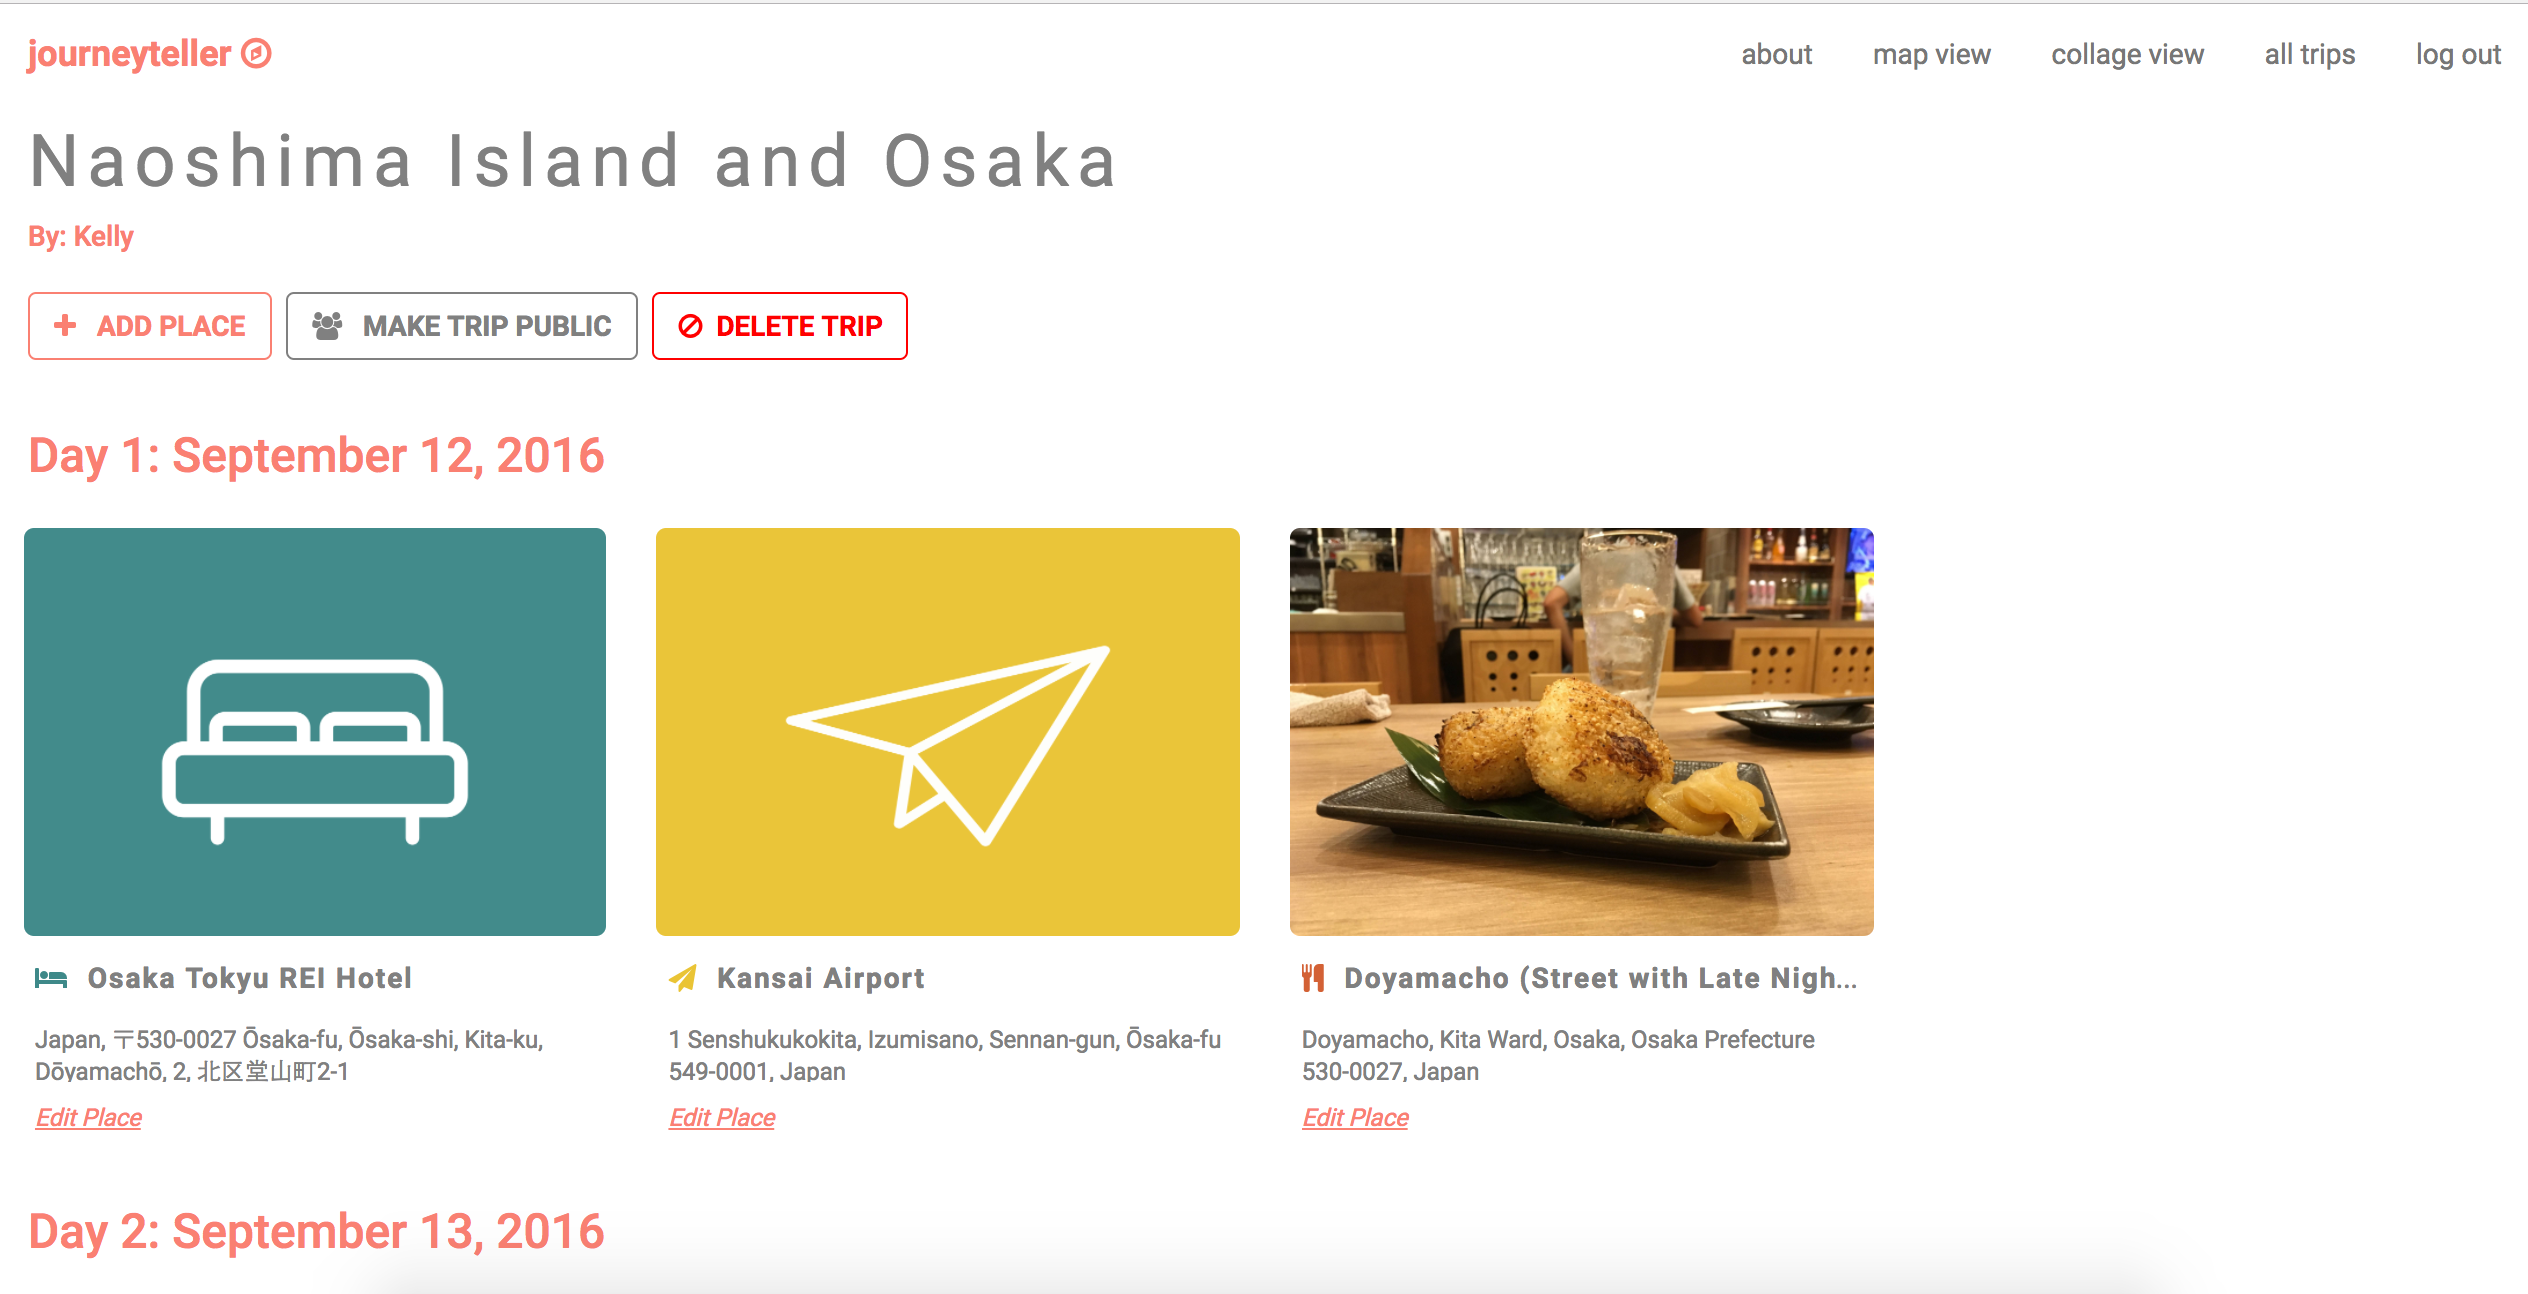 journeyteller
about map view collage view all trips log out
Naoshima Island and Osaka
By: Kelly
ADD PLACE MAKE TRIP PUBLIC DELETE TRIP
Day 1: September 12, 2016
Osaka Tokyu REI Hotel
Japan, 〒530-0027 Ōsaka-fu, Ōsaka-shi, Kita-ku,
Dōyamachō, 2, 北区堂山町2-1
Edit Place
Kansai Airport
1 Senshukukokita, Izumisano, Sennan-gun, Ōsaka-fu
549-0001, Japan
Edit Place
Doyamacho (Street with Late Nigh...
Doyamacho, Kita Ward, Osaka, Osaka Prefecture
530-0027, Japan
Edit Place
Day 2: September 13, 2016